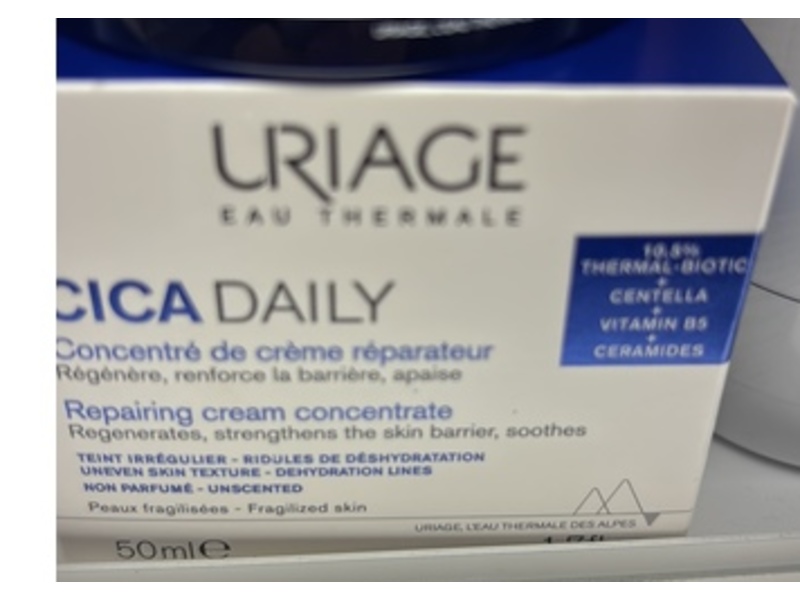 URIAGE
EAU THERMALE
CICA DAILY
Concentré de crème réparateur
Régénère, renforce la barrière, apaise
Repairing cream concentrate
Regenerates, strengthens the skin barrier, soothes
TEINT IRRÉGULIER - RIDULES DE DÉSHYDRATATION
UNEVEN SKIN TEXTURE - DEHYDRATION LINES
NON PARFUMÉ - UNSCENTED
Peaux fragilisées - Fragilized skin
10.5%
THERMAL-BIOTIC
+
CENTELLA
+
VITAMIN B5
+
CERAMIDES
URIAGE, L'EAU THERMALE DES ALPES
50ml℮